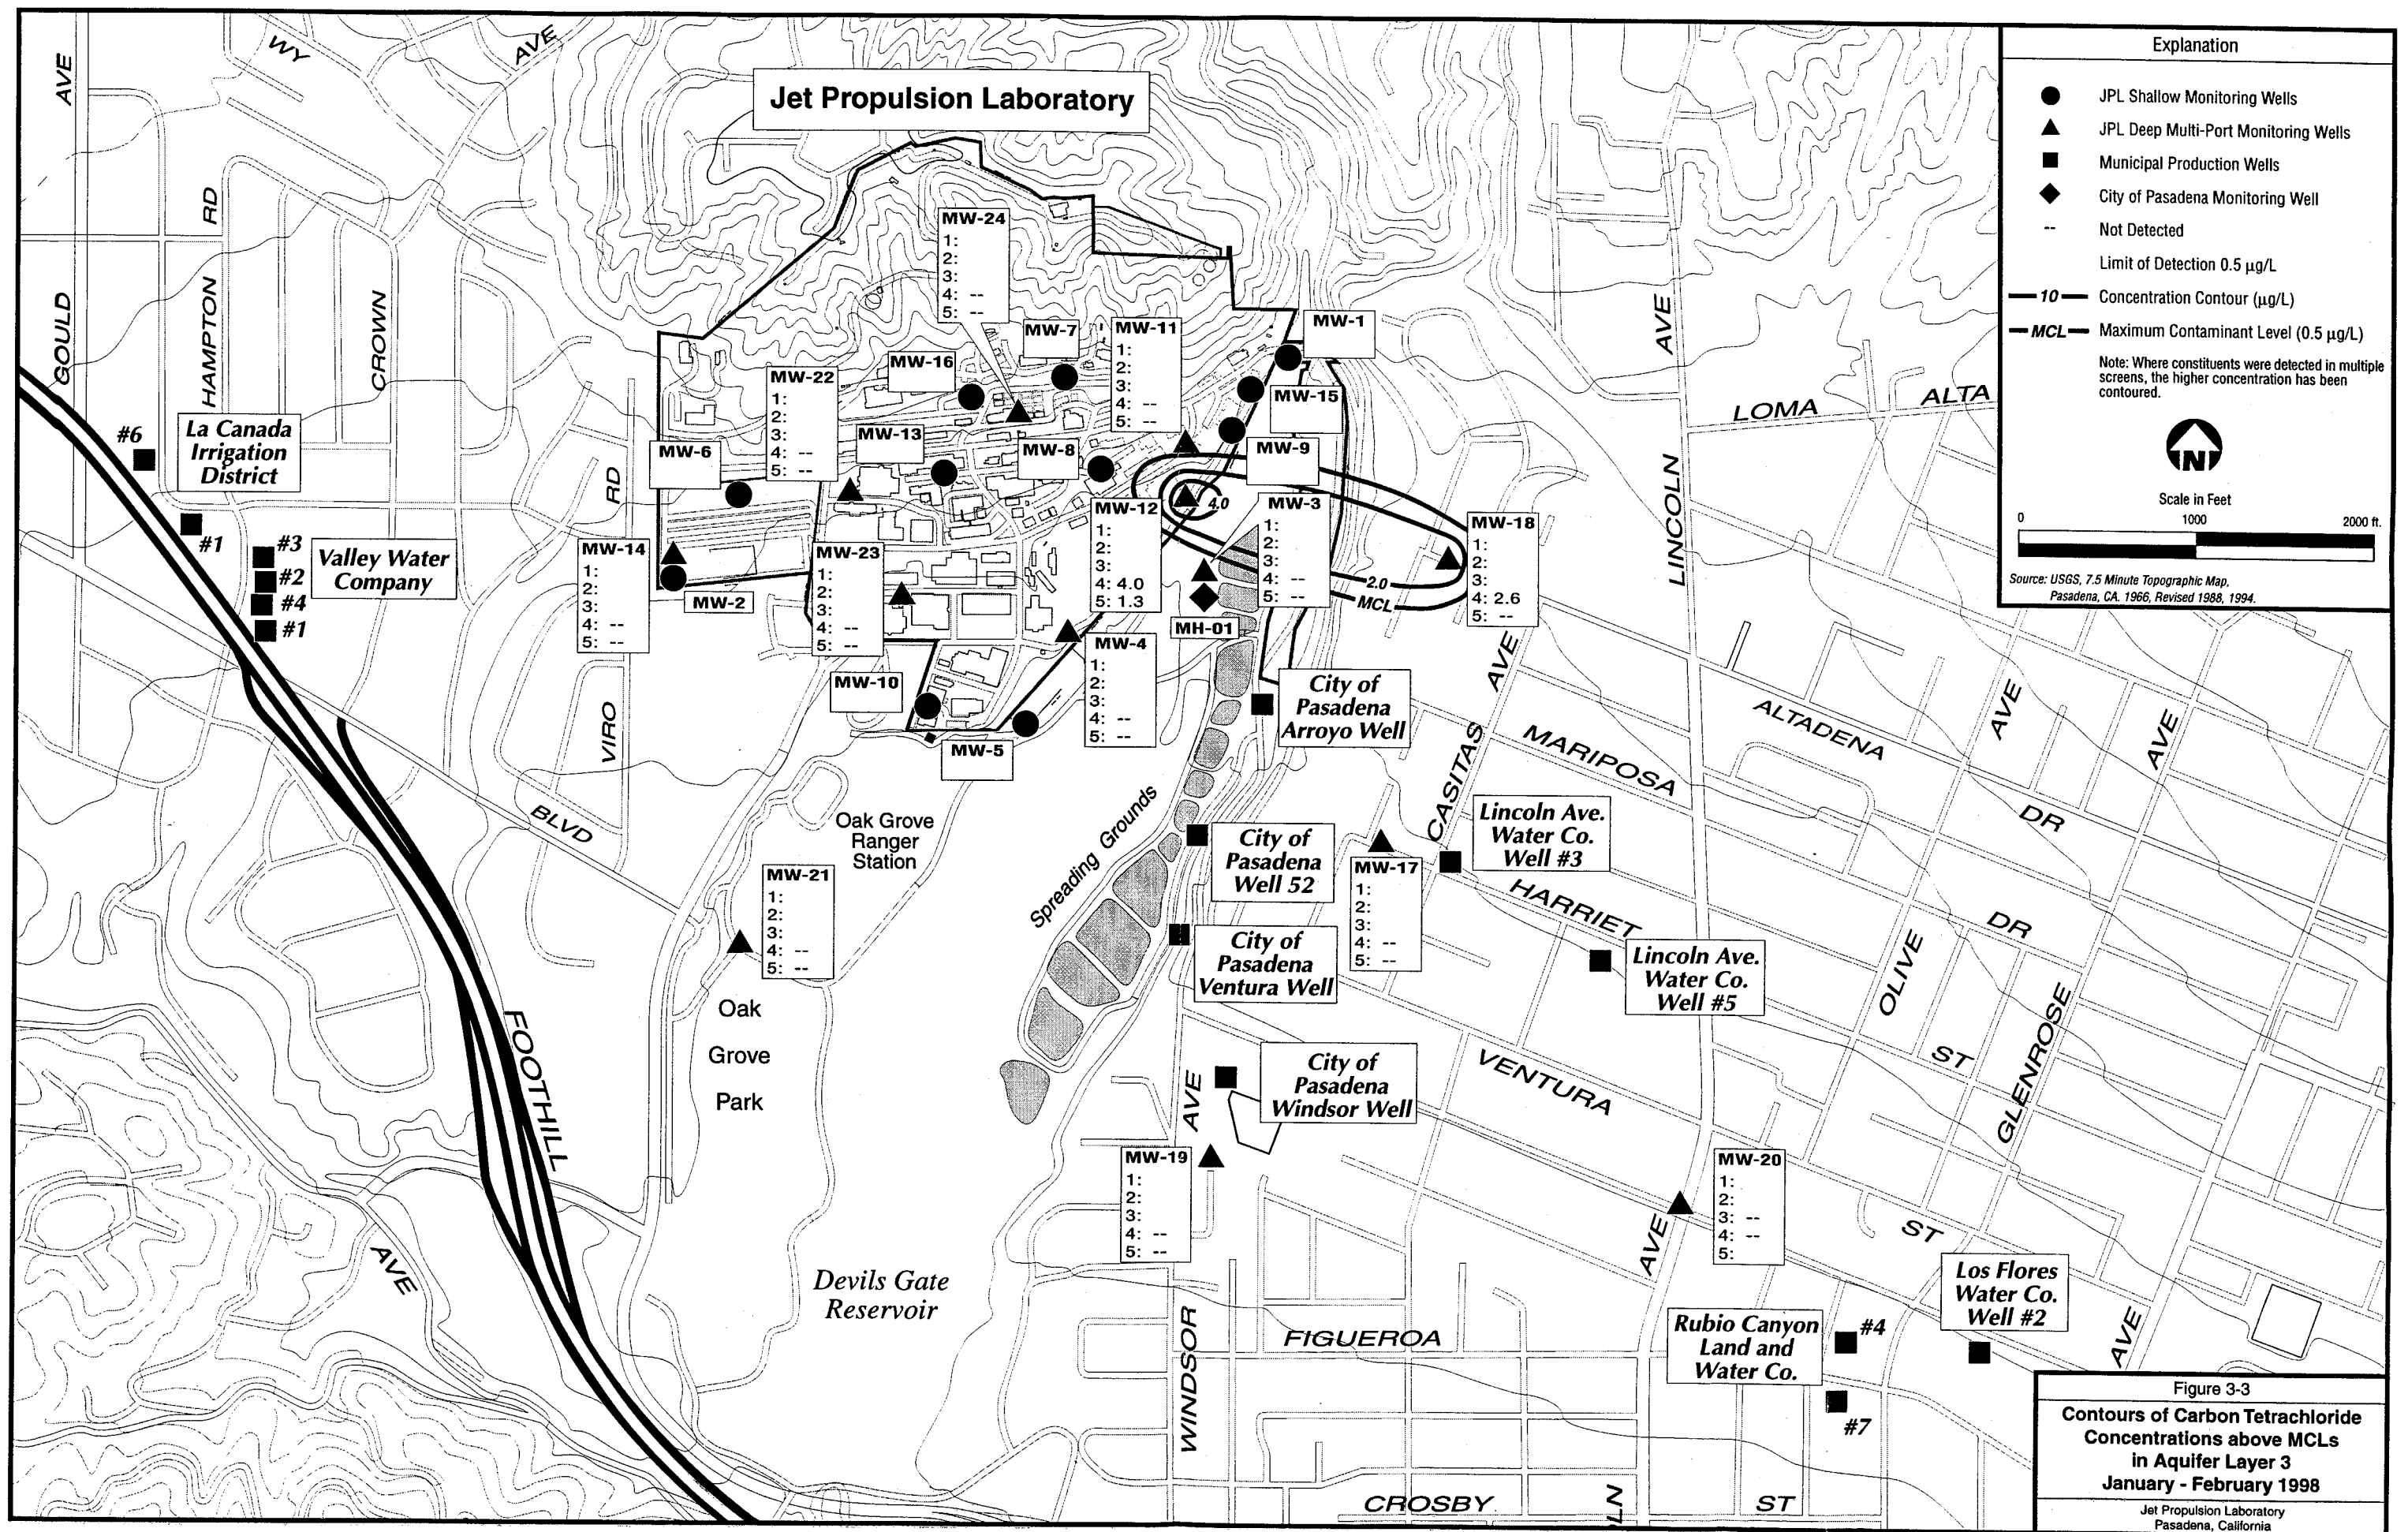 Jet Propulsion Laboratory
Explanation
JPL Shallow Monitoring Wells
JPL Deep Multi-Port Monitoring Wells
Municipal Production Wells
City of Pasadena Monitoring Well
-- Not Detected
Limit of Detection 0.5 µg/L
10 Concentration Contour (µg/L)
MCL Maximum Contaminant Level (0.5 µg/L)
Note: Where constituents were detected in multiple
screens, the higher concentration has been
contoured.
N
Scale in Feet
0 1000 2000 ft.
Source: USGS, 7.5 Minute Topographic Map,
Pasadena, CA. 1966, Revised 1988, 1994.
AVE
WY
AVE
GOULD
HAMPTON
RD
CROWN
RD
VIRO
BLVD
FOOTHILL
AVE
#6
La Canada
Irrigation
District
#1
#3
#2
#4
#1
Valley Water
Company
MW-24
1:
2:
3:
4: --
5: --
MW-7
MW-11
1:
2:
3:
4: --
5: --
MW-1
MW-16
MW-22
1:
2:
3:
4: --
5: --
MW-15
MW-13
MW-6
MW-8
MW-9
4.0
MW-12
1:
2:
3:
4: 4.0
5: 1.3
MW-3
1:
2:
3:
4: --
5: --
MW-18
1:
2:
3:
4: 2.6
5: --
2.0
MCL
MW-14
1:
2:
3:
4: --
5: --
MW-2
MW-23
1:
2:
3:
4: --
5: --
MH-01
MW-4
1:
2:
3:
4: --
5: --
MW-10
MW-5
City of
Pasadena
Arroyo Well
Oak Grove
Ranger
Station
Spreading Grounds
City of
Pasadena
Well 52
MW-21
1:
2:
3:
4: --
5: --
MW-17
1:
2:
3:
4: --
5: --
Lincoln Ave.
Water Co.
Well #3
City of
Pasadena
Ventura Well
Lincoln Ave.
Water Co.
Well #5
Oak
Grove
Park
City of
Pasadena
Windsor Well
MW-19
1:
2:
3:
4: --
5: --
MW-20
1:
2:
3: --
4: --
5:
Devils Gate
Reservoir
Rubio Canyon
Land and
Water Co.
#4
#7
Los Flores
Water Co.
Well #2
AVE
LINCOLN
LOMA
ALTA
AVE
CASITAS
MARIPOSA
ALTADENA
DR
AVE
AVE
HARRIET
DR
OLIVE
ST
GLENROSE
VENTURA
ST
AVE
AVE
AVE
WINDSOR
FIGUEROA
CROSBY
ST
OLN
Figure 3-3
Contours of Carbon Tetrachloride
Concentrations above MCLs
in Aquifer Layer 3
January - February 1998
Jet Propulsion Laboratory
Pasadena, California